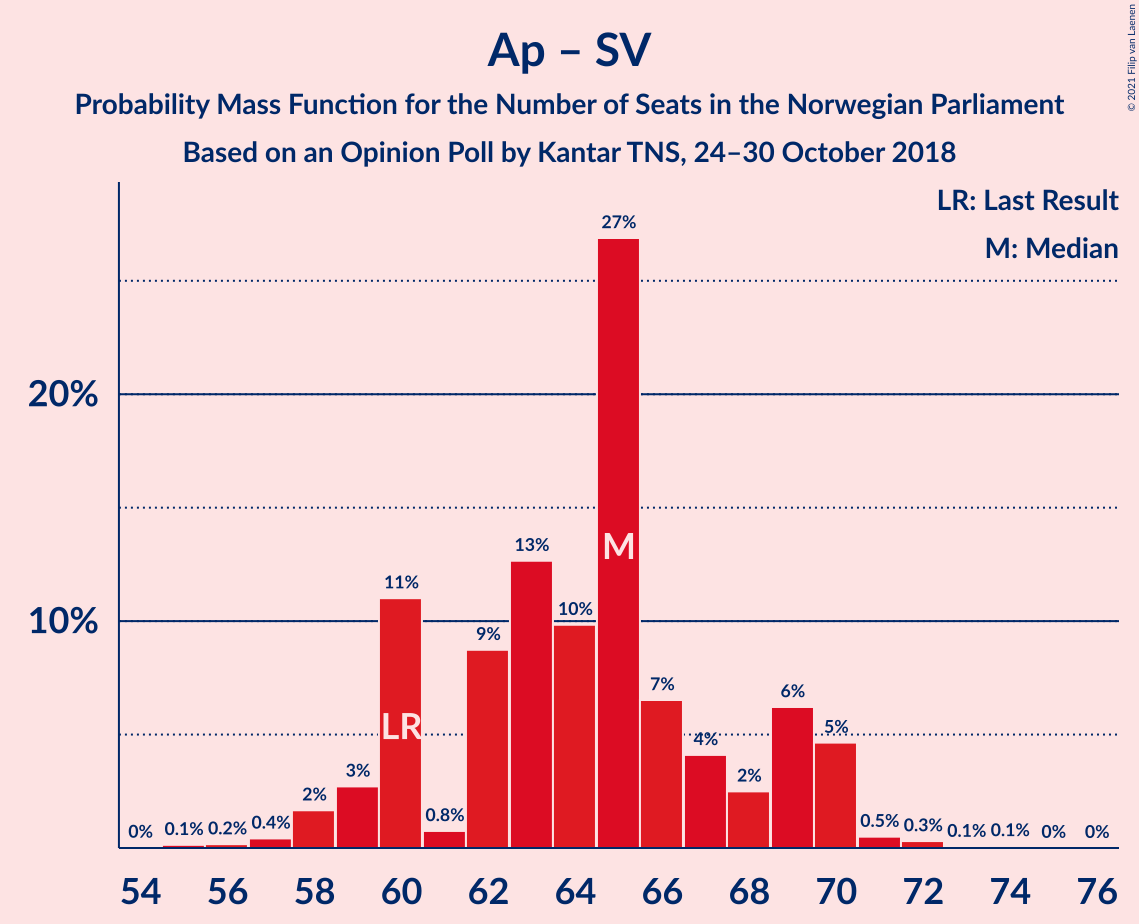 Ap – SV
Probability Mass Function for the Number of Seats in the Norwegian Parliament
Based on an Opinion Poll by Kantar TNS, 24–30 October 2018
© 2021 Filip van Laenen
LR: Last Result
M: Median
20%
10%
0%
0.1%
0.2%
0.4%
2%
3%
11%
0.8%
9%
13%
10%
27%
7%
4%
2%
6%
5%
0.5%
0.3%
0.1%
0.1%
0%
0%
LR
M
54 56 58 60 62 64 66 68 70 72 74 76